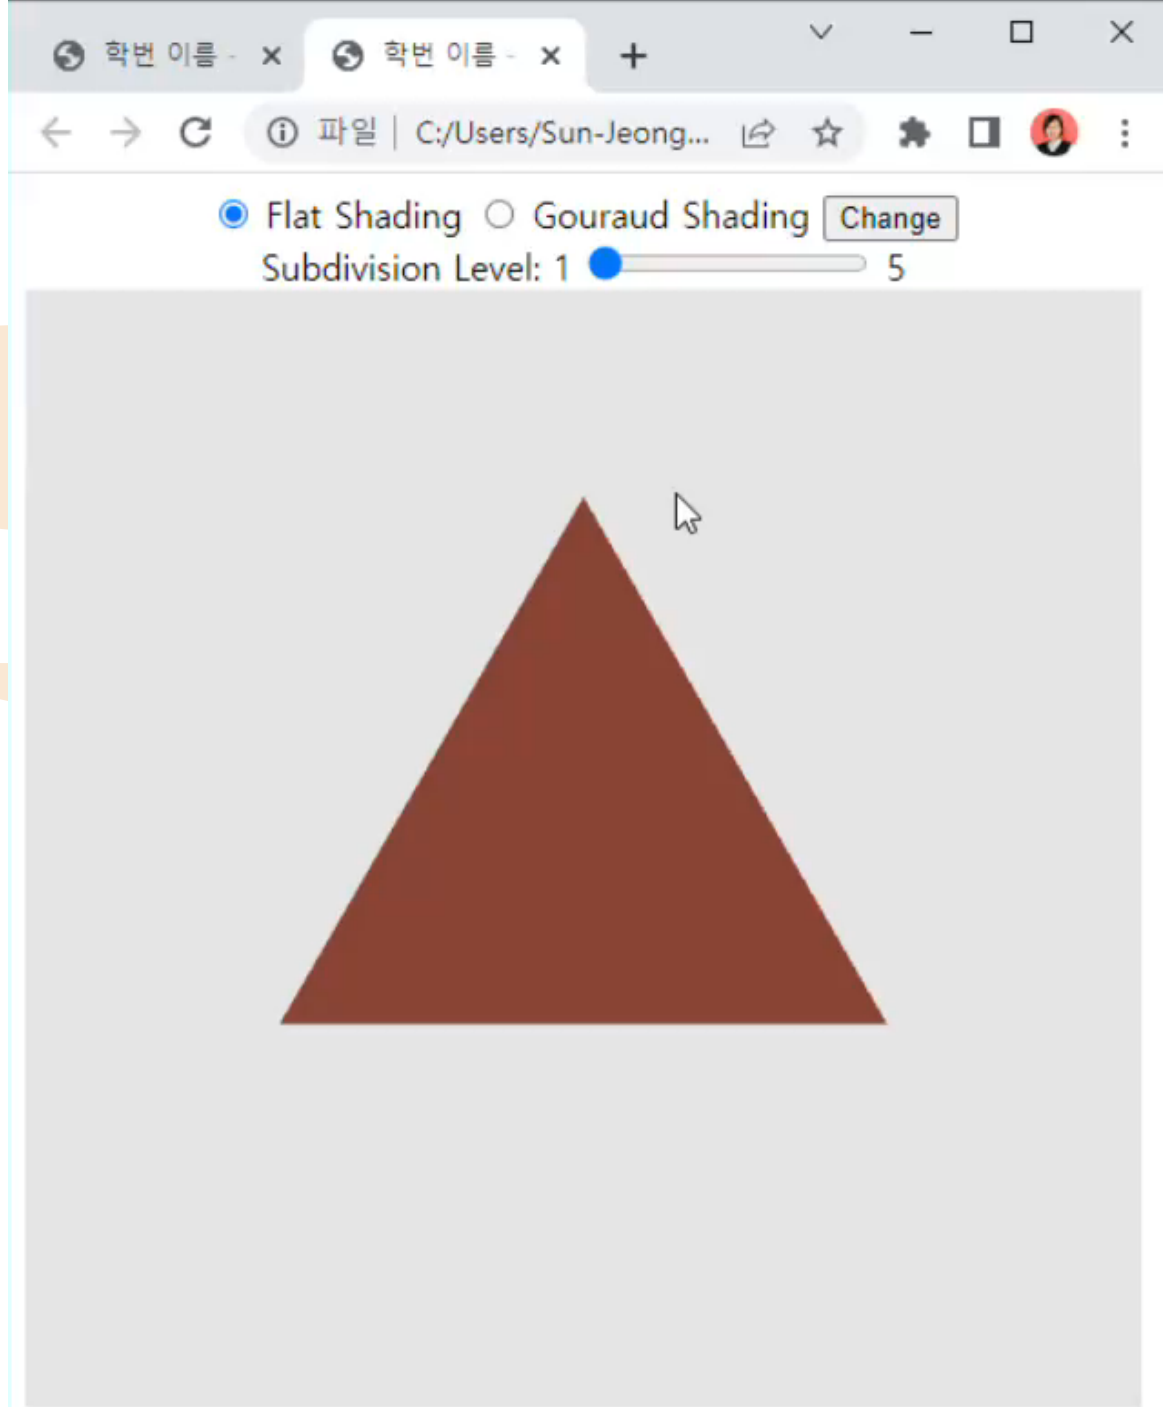 학번 이름 -
학번 이름 -
파일 | C:/Users/Sun-Jeong...
Flat Shading Gouraud Shading Change
Subdivision Level: 1 5